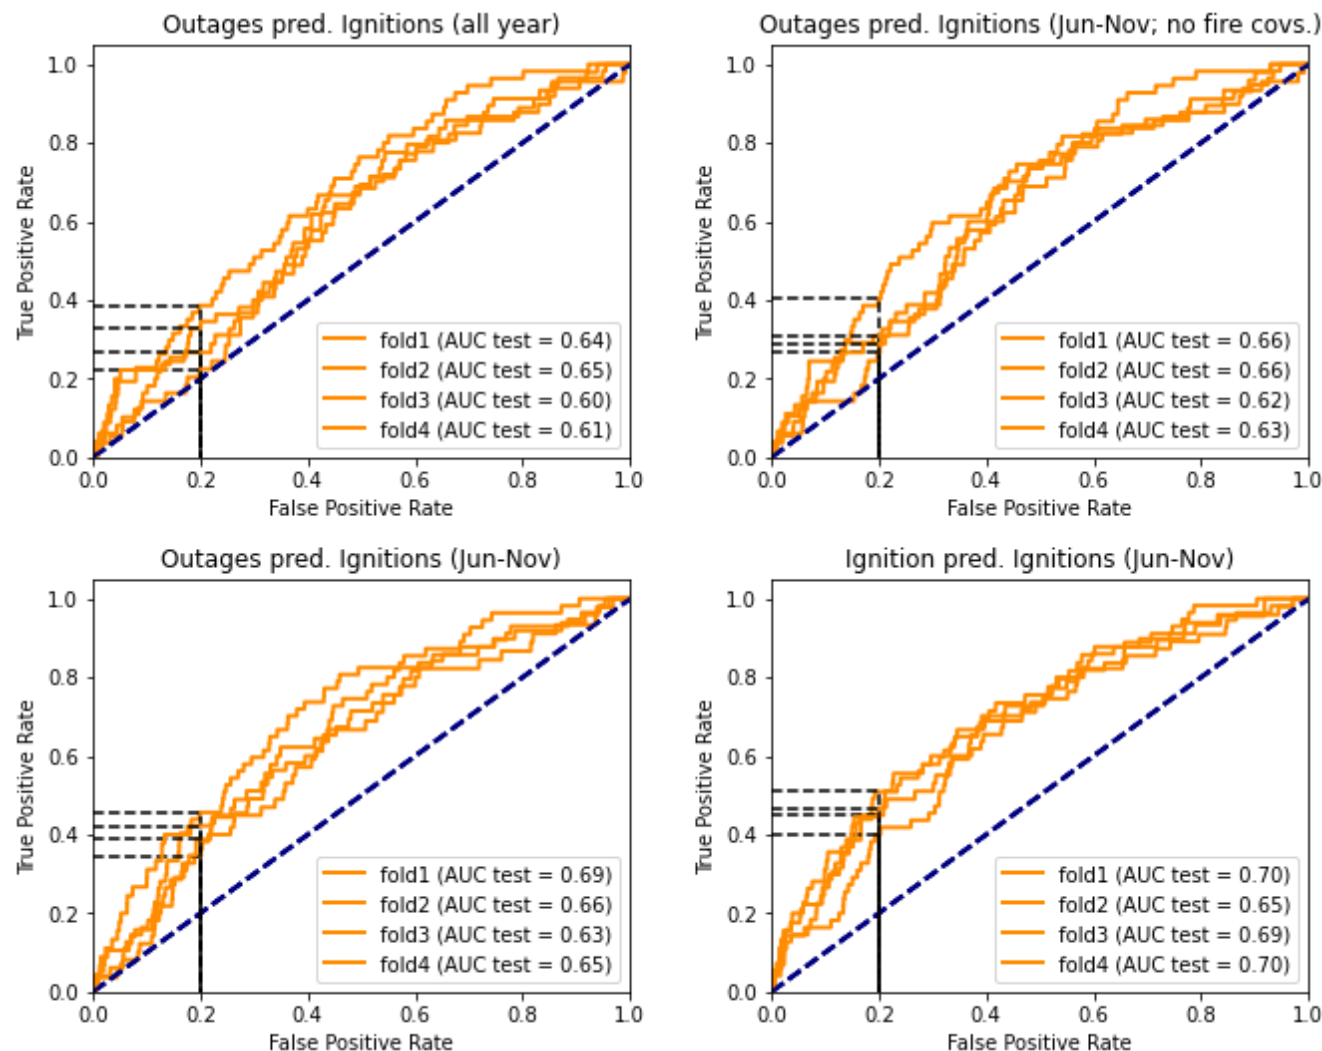 Outages pred. Ignitions (all year)
1.0
0.8
0.6
0.4
0.2
0.0
True Positive Rate
fold1 (AUC test = 0.64)
fold2 (AUC test = 0.65)
fold3 (AUC test = 0.60)
fold4 (AUC test = 0.61)
0.0 0.2 0.4 0.6 0.8 1.0
False Positive Rate
Outages pred. Ignitions (Jun-Nov; no fire covs.)
1.0
0.8
0.6
0.4
0.2
0.0
True Positive Rate
fold1 (AUC test = 0.66)
fold2 (AUC test = 0.66)
fold3 (AUC test = 0.62)
fold4 (AUC test = 0.63)
0.0 0.2 0.4 0.6 0.8 1.0
False Positive Rate
Outages pred. Ignitions (Jun-Nov)
1.0
0.8
0.6
0.4
0.2
0.0
True Positive Rate
fold1 (AUC test = 0.69)
fold2 (AUC test = 0.66)
fold3 (AUC test = 0.63)
fold4 (AUC test = 0.65)
0.0 0.2 0.4 0.6 0.8 1.0
False Positive Rate
Ignition pred. Ignitions (Jun-Nov)
1.0
0.8
0.6
0.4
0.2
0.0
True Positive Rate
fold1 (AUC test = 0.70)
fold2 (AUC test = 0.65)
fold3 (AUC test = 0.69)
fold4 (AUC test = 0.70)
0.0 0.2 0.4 0.6 0.8 1.0
False Positive Rate